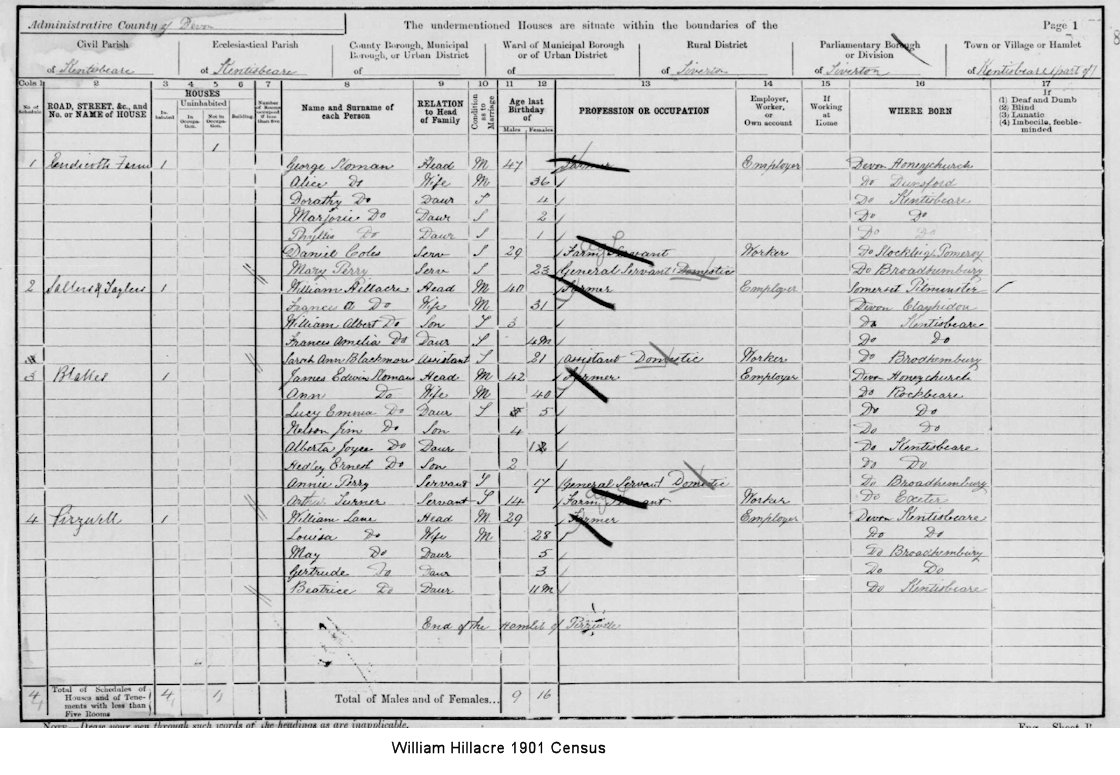 Administrative County of Devon The undermentioned Houses are situate within the boundaries of the Page 1
Civil Parish Ecclesiastical Parish County Borough, Municipal Borough, or Urban District Ward of Municipal Borough or of Urban District Rural District Parliamentary Borough or Division Town or Village or Hamlet
of Kentisbeare of Kentisbeare of of of Tiverton of Tiverton of Kentisbeare (part of)
Cols 1 2 3 4 5 6 7 8 9 10 11 12 13 14 15 16 17
No. of Schedule ROAD, STREET, &c., and No. or NAME of HOUSE HOUSES Inhabited Uninhabited In Occupation. Not in Occupation. Building Number of Rooms occupied if less than five Name and Surname of each Person RELATION to Head of Family Condition as to Marriage Age last Birthday of Males Females PROFESSION OR OCCUPATION Employer, Worker, or Own account If Working at Home WHERE BORN If (1) Deaf and Dumb (2) Blind (3) Lunatic (4) Imbecile, feeble-minded
1
1 Farm 1 George Noman Head M 47 Farmer Employer Devon Honeychurch
Alice Do Wife M 36 Do Dunsford
Dorathy Do Daur S 4 Do Kentisbeare
Marjorie Do Daur S 2 Do Do
Phyllis Do Daur S 1 Do Do
Daniel Coles Serv S 29 Farm Servant Worker Do Stockleigh Pomeroy
Mary Perry Serv S 23 General Servant Domestic Do Broadhembury
2 Sallers & Taylers 1 William Hillacre Head M 40 Farmer Employer Somerset Pitminster
Frances A Do Wife M 31 Devon Clayhidon
William Albert Do Son S 3 Do Kentisbeare
Francis Amelia Do Daur S 4M Do Do
Sarah Ann Blackmore Assistant S 21 Assistant Domestic Worker Do Brodhembury
3 Blakes 1 James Edwin Noman Head M 42 Farmer Employer Devon Honeychurch
Ann Do Wife M 40 Do Rockbeare
Lucy Emma Do Daur S 5 Do Do
Nelson Jim Do Son 4 Do Do
Alberta Joyce Do Daur Do Kentisbeare
Hedley Ernest Do Son 2 Do Do
Annie Perry Servant S 17 General Servant Dometic Do Broadhembury
Arthur Turner Servant S 14 Farm Servant Worker Do Exeter
4 Pirzwell 1 William Lane Head M 29 Farmer Employer Devon Kentisbeare
Louisa Do Wife M 28 Do Do
May Do Daur 5 Do Broadhembury
Gertrude Do Daur 3 Do Do
Beatrice Do Daur 11M Do Kentisbeare
End of the Hamlet of
4 Total of Schedules of Houses and of Tenements with less than Five Rooms 4 1 Total of Males and of Females... 9 16
NOTE—Draw your pen through such words of the headings as are inapplicable.
William Hillacre 1901 Census